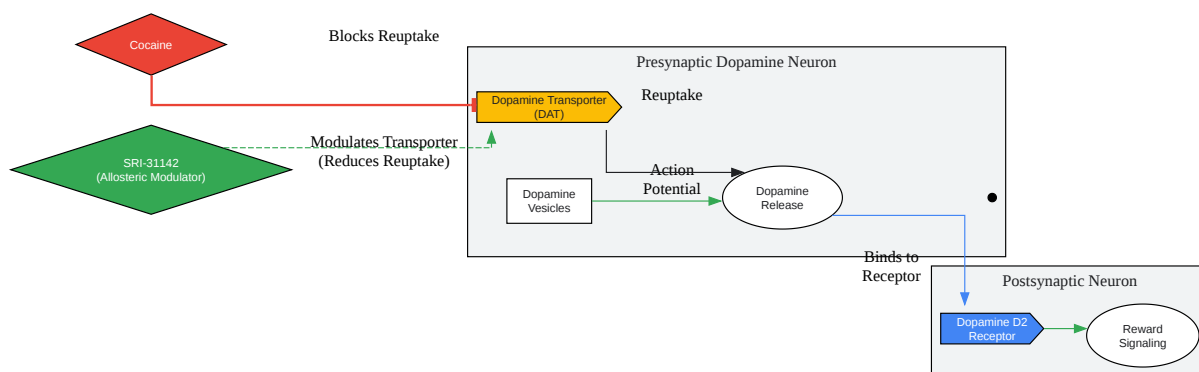 Cocaine
Blocks Reuptake
Presynaptic Dopamine Neuron
Dopamine Transporter
(DAT)
Reuptake
Modulates Transporter
(Reduces Reuptake)
SRI-31142
(Allosteric Modulator)
Action
Potential
Dopamine
Vesicles
Dopamine
Release
Binds to
Receptor
Postsynaptic Neuron
Dopamine D2
Receptor
Reward
Signaling